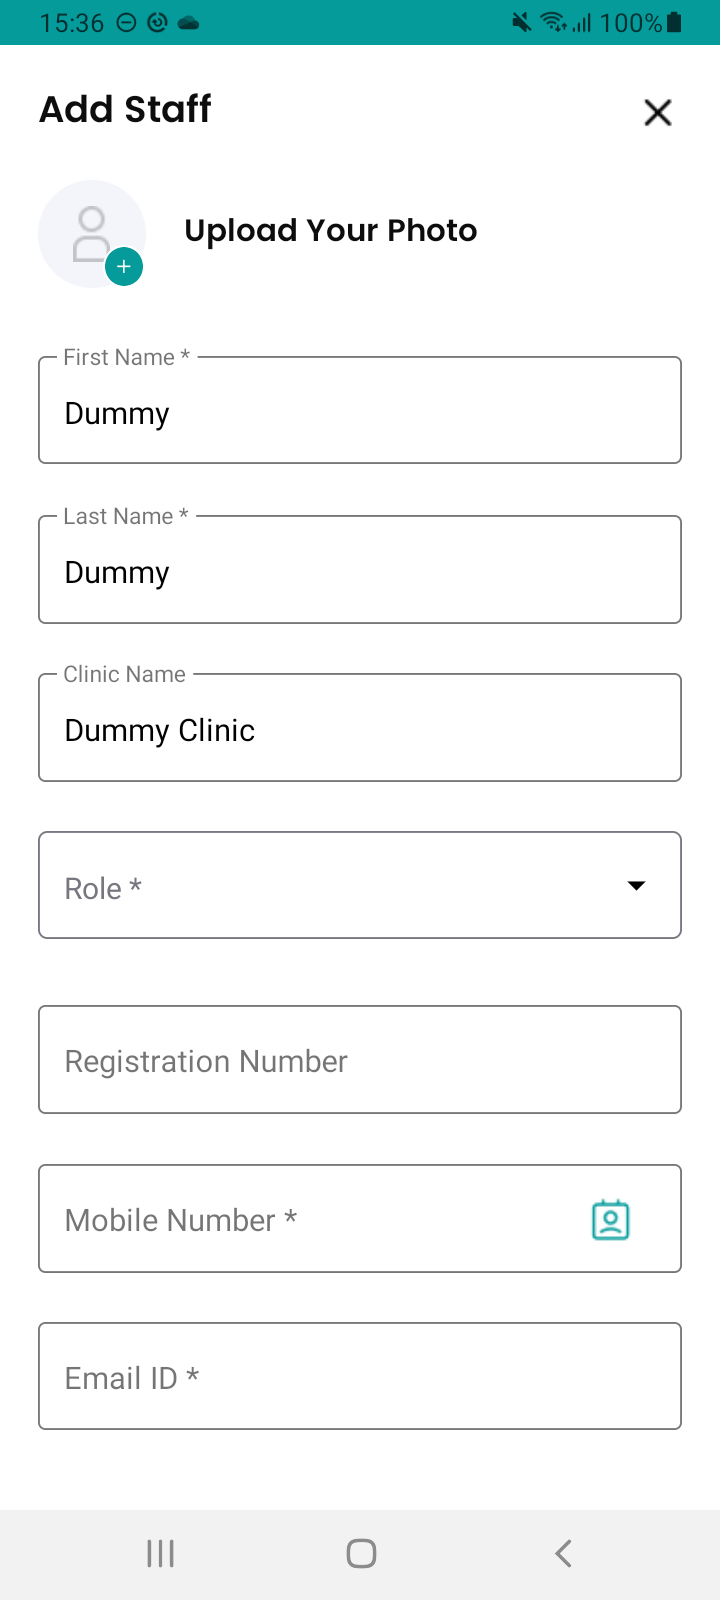 15:36 100%
Add Staff
Upload Your Photo
First Name *
Dummy
Last Name *
Dummy
Clinic Name
Dummy Clinic
Role *
Registration Number
Mobile Number *
Email ID *